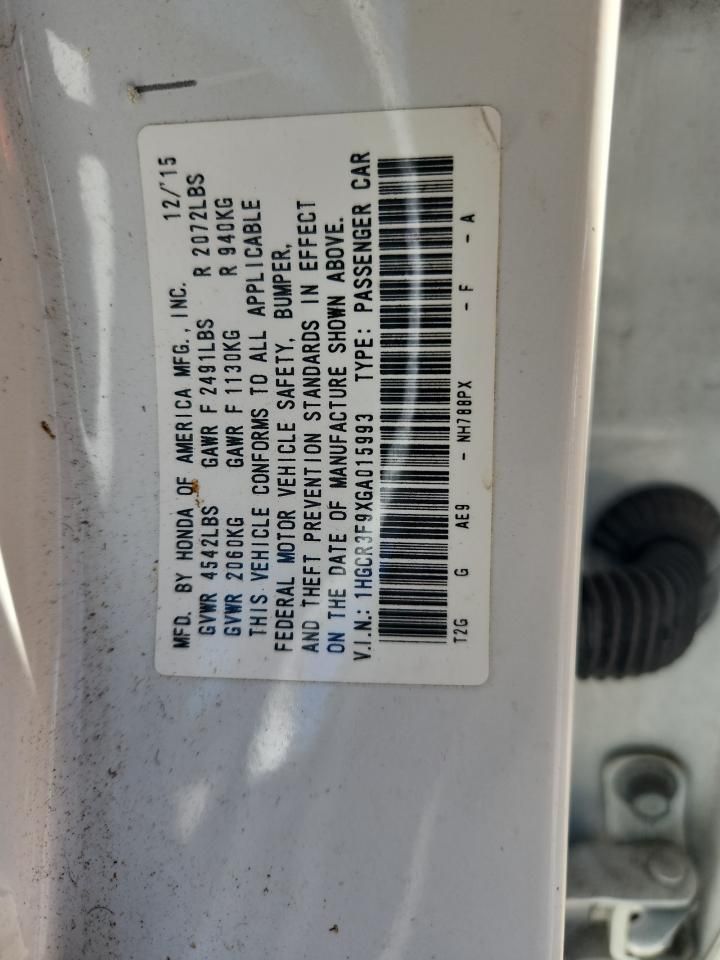 MFD. BY HONDA OF AMERICA MFG., INC. 12/'15
GVWR 4542LBS GAWR F 2491LBS R 2072LBS
GVWR 2060KG GAWR F 1130KG R 940KG
THIS VEHICLE CONFORMS TO ALL APPLICABLE
FEDERAL MOTOR VEHICLE SAFETY, BUMPER,
AND THEFT PREVENTION STANDARDS IN EFFECT
ON THE DATE OF MANUFACTURE SHOWN ABOVE.
V.I.N.: 1HGCR3F9XGA015993 TYPE: PASSENGER CAR
T2G G AE9 - NH788PX - F - A